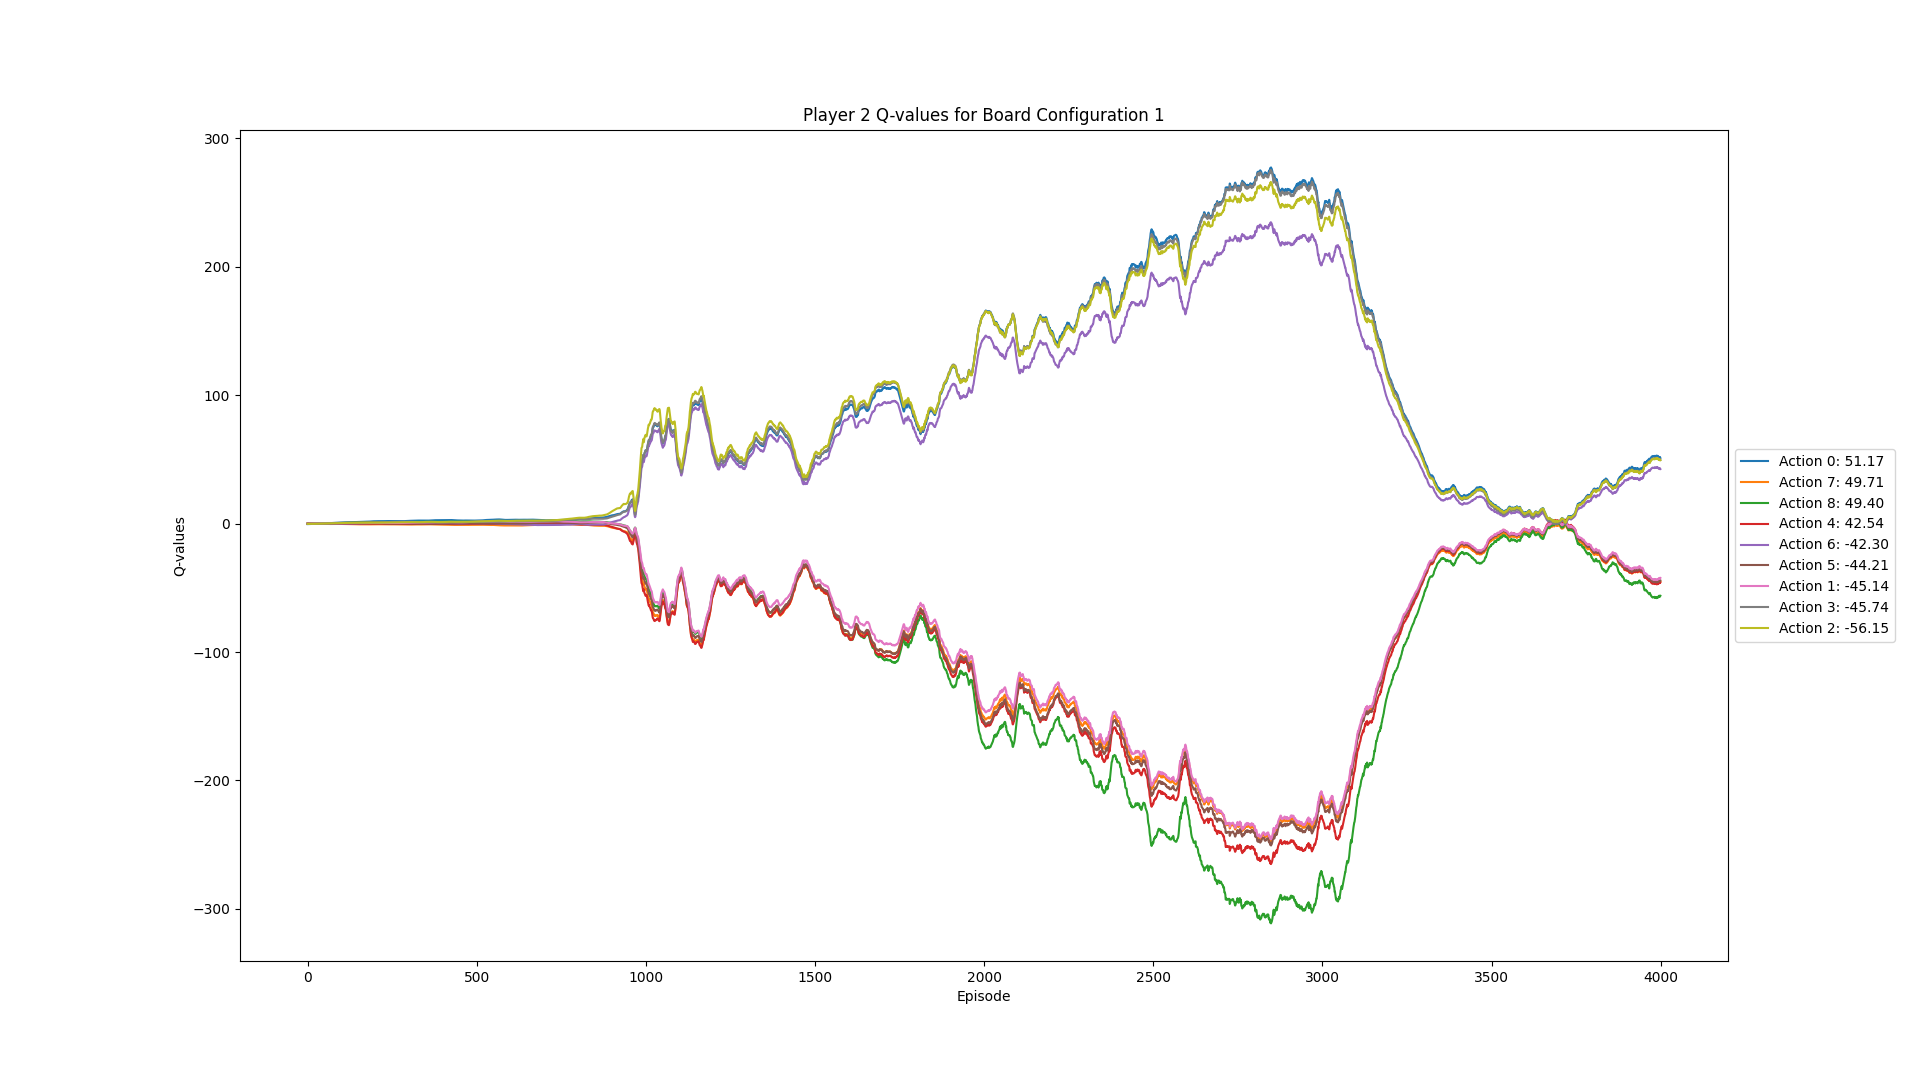 Player 2 Q-values for Board Configuration 1
300
200
100
0
−100
−200
−300
Q-values
0
500
1000
1500
2000
2500
3000
3500
4000
Episode
Action 0: 51.17
Action 7: 49.71
Action 8: 49.40
Action 4: 42.54
Action 6: -42.30
Action 5: -44.21
Action 1: -45.14
Action 3: -45.74
Action 2: -56.15